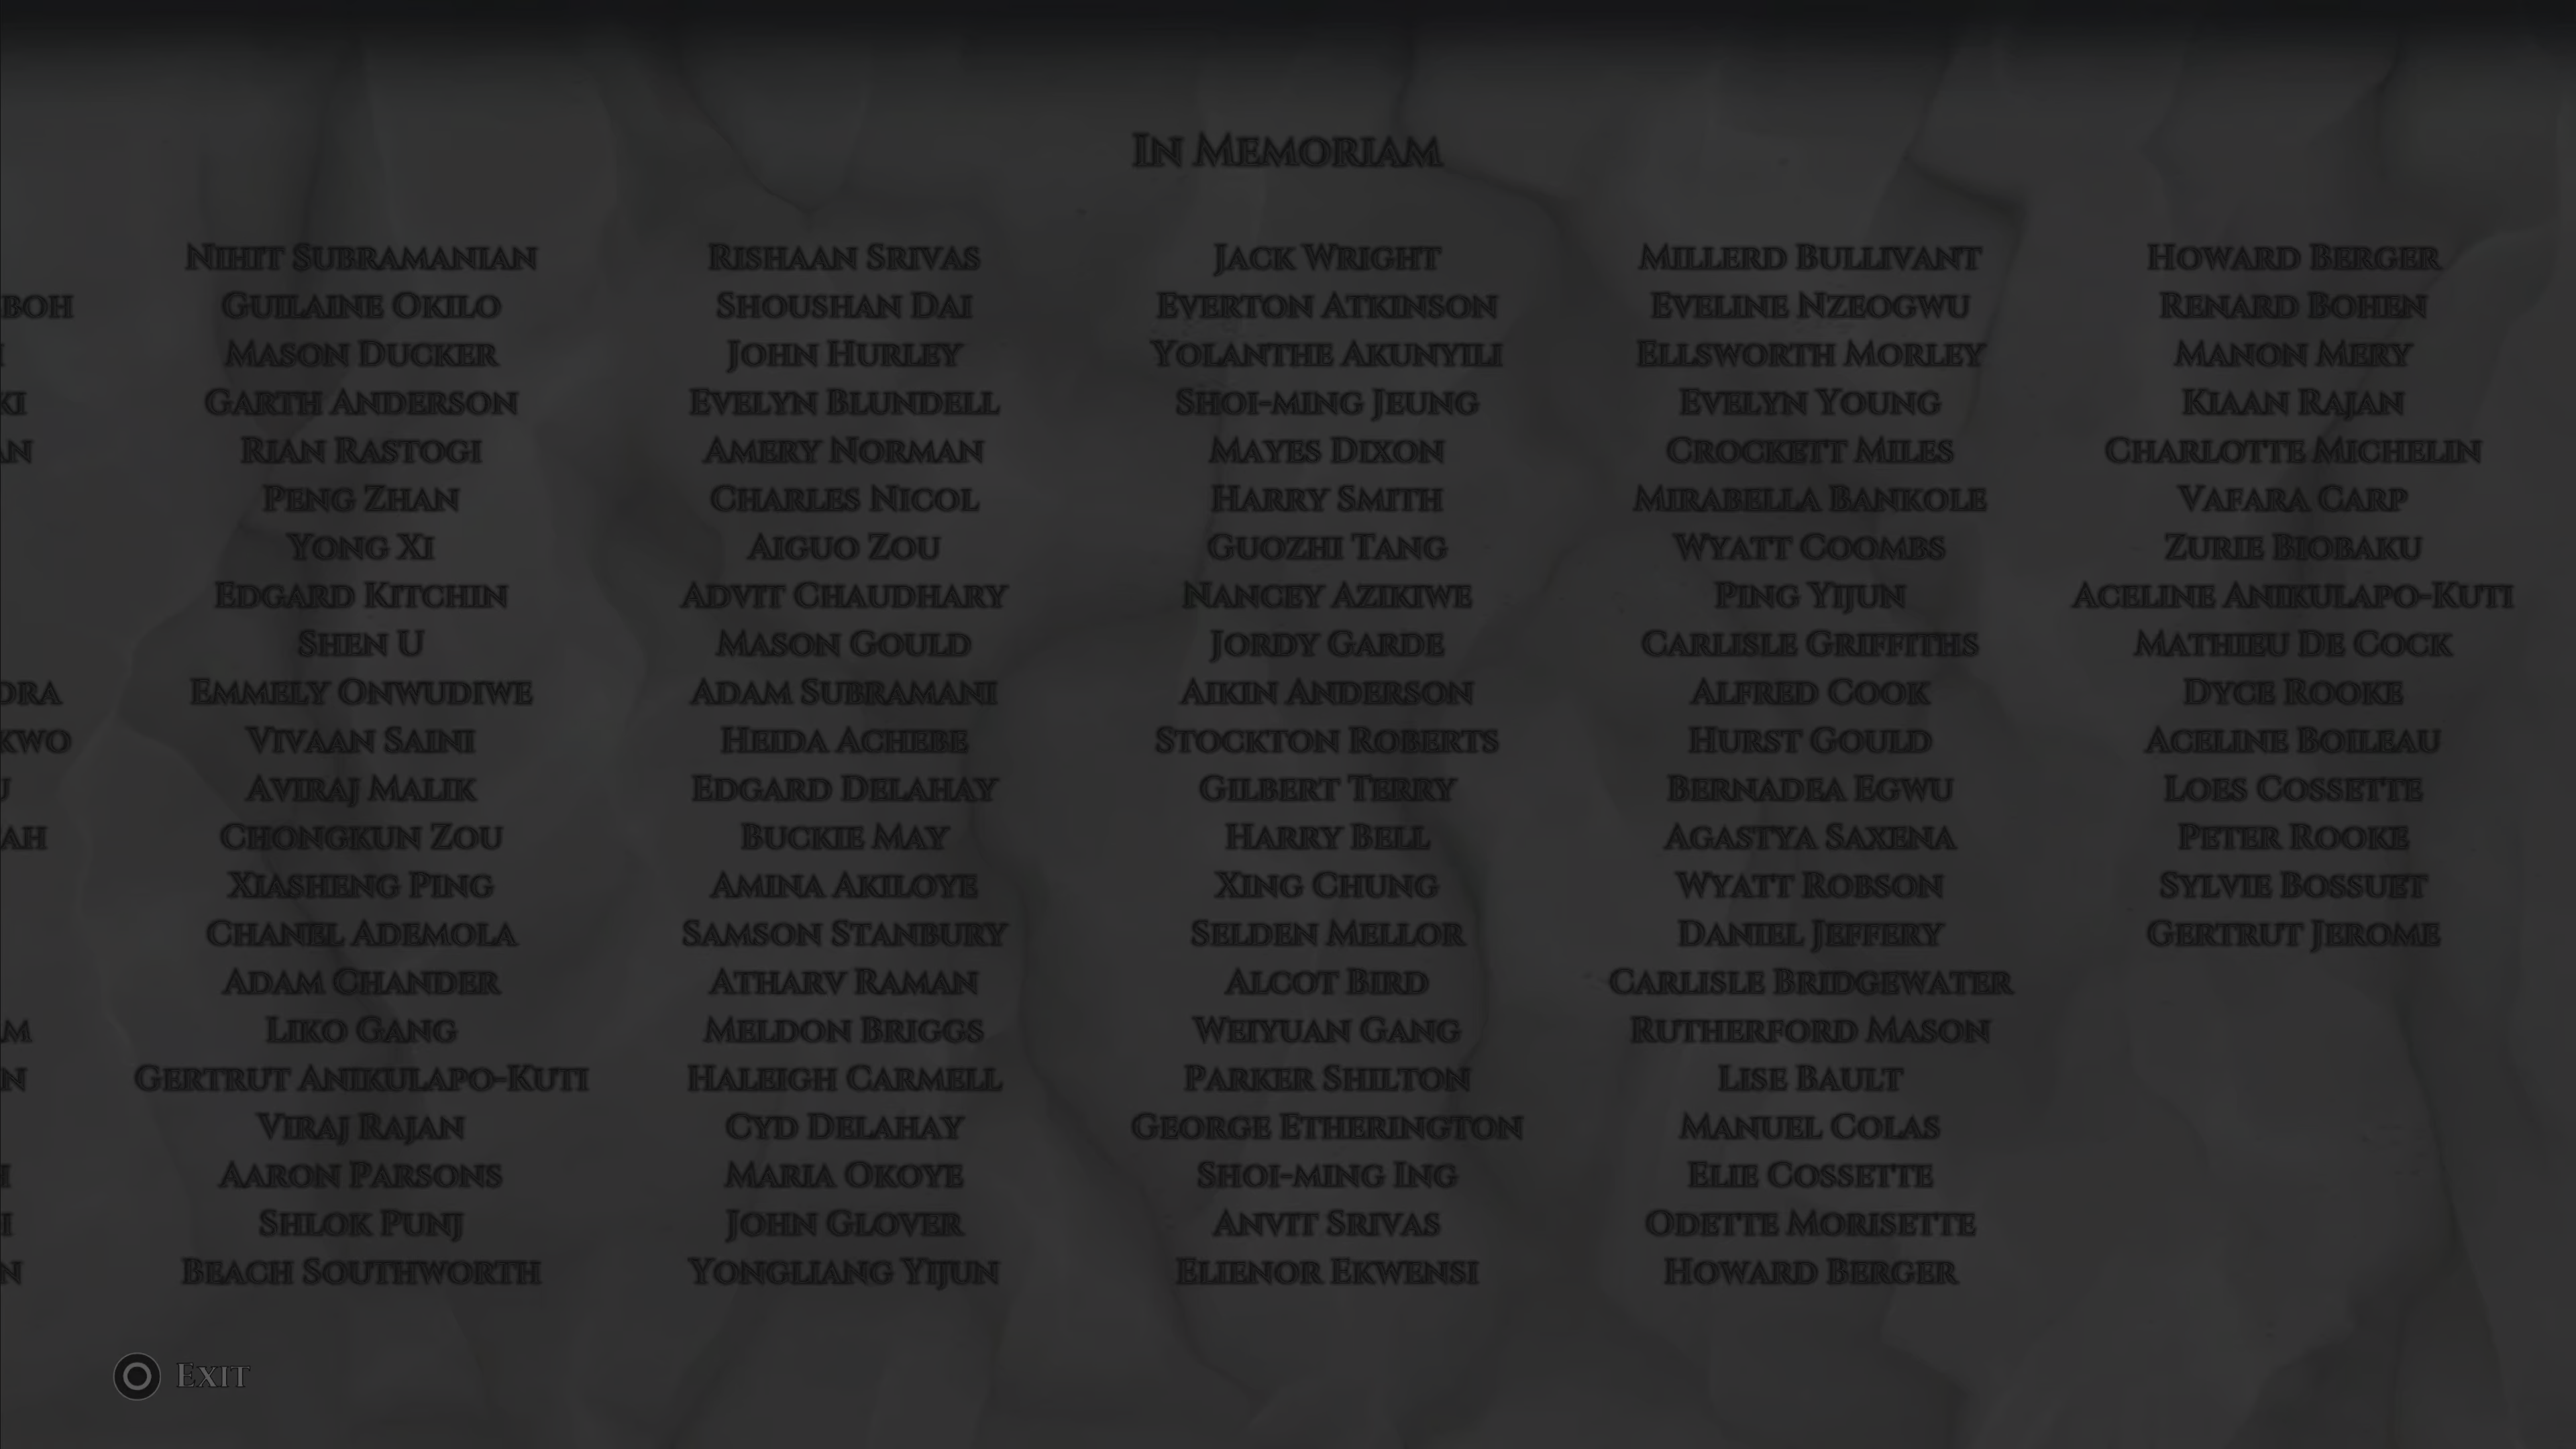 In Memoriam
boh
ki
an
ora
kwo
u
ah
m
n
h
i
n
Nihit Subramanian
Guilaine Okilo
Mason Ducker
Garth Anderson
Rian Rastogi
Peng Zhan
Yong Xi
Edgard Kitchin
Shen U
Emmely Onwudiwe
Vivaan Saini
Aviraj Malik
Chongkun Zou
Xiasheng Ping
Chanel Ademola
Adam Chander
Liko Gang
Gertrut Anikulapo-Kuti
Viraj Rajan
Aaron Parsons
Shlok Punj
Beach Southworth
Rishaan Srivas
Shoushan Dai
John Hurley
Evelyn Blundell
Amery Norman
Charles Nicol
Aiguo Zou
Advit Chaudhary
Mason Gould
Adam Subramani
Heida Achebe
Edgard Delahay
Buckie May
Amina Akiloye
Samson Stanbury
Atharv Raman
Meldon Briggs
Haleigh Carmell
Cyd Delahay
Maria Okoye
John Glover
Yongliang Yijun
Jack Wright
Everton Atkinson
Yolanthe Akunyili
Shoi-ming Jeung
Mayes Dixon
Harry Smith
Guozhi Tang
Nancey Azikiwe
Jordy Garde
Aikin Anderson
Stockton Roberts
Gilbert Terry
Harry Bell
Xing Chung
Selden Mellor
Alcot Bird
Weiyuan Gang
Parker Shilton
George Etherington
Shoi-ming Ing
Anvit Srivas
Elienor Ekwensi
Millerd Bullivant
Eveline Nzeogwu
Ellsworth Morley
Evelyn Young
Crockett Miles
Mirabella Bankole
Wyatt Coombs
Ping Yijun
Carlisle Griffiths
Alfred Cook
Hurst Gould
Bernadea Egwu
Agastya Saxena
Wyatt Robson
Daniel Jeffery
Carlisle Bridgewater
Rutherford Mason
Lise Bault
Manuel Colas
Elie Cossette
Odette Morisette
Howard Berger
Howard Berger
Renard Bohen
Manon Mery
Kiaan Rajan
Charlotte Michelin
Vafara Carp
Zurie Biobaku
Aceline Anikulapo-Kuti
Mathieu De Cock
Dyce Rooke
Aceline Boileau
Loes Cossette
Peter Rooke
Sylvie Bossuet
Gertrut Jerome
Exit